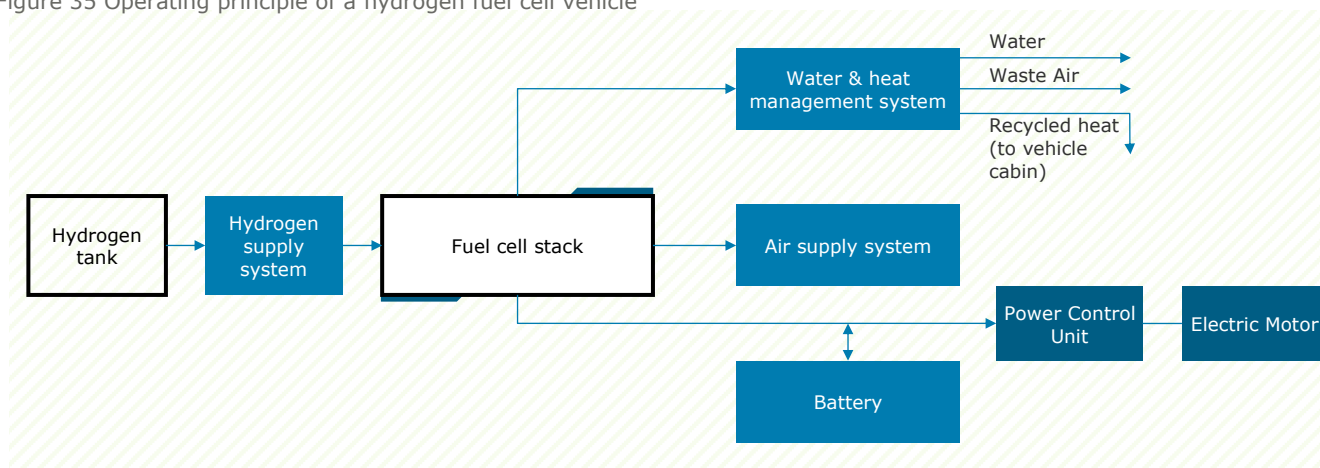 Figure 35 Operating principle of a hydrogen fuel cell vehicle
Water
Waste Air
Recycled heat
(to vehicle
cabin)
Water & heat
management system
Hydrogen
tank
Hydrogen
supply
system
Fuel cell stack
Air supply system
Power Control
Unit
Electric Motor
Battery